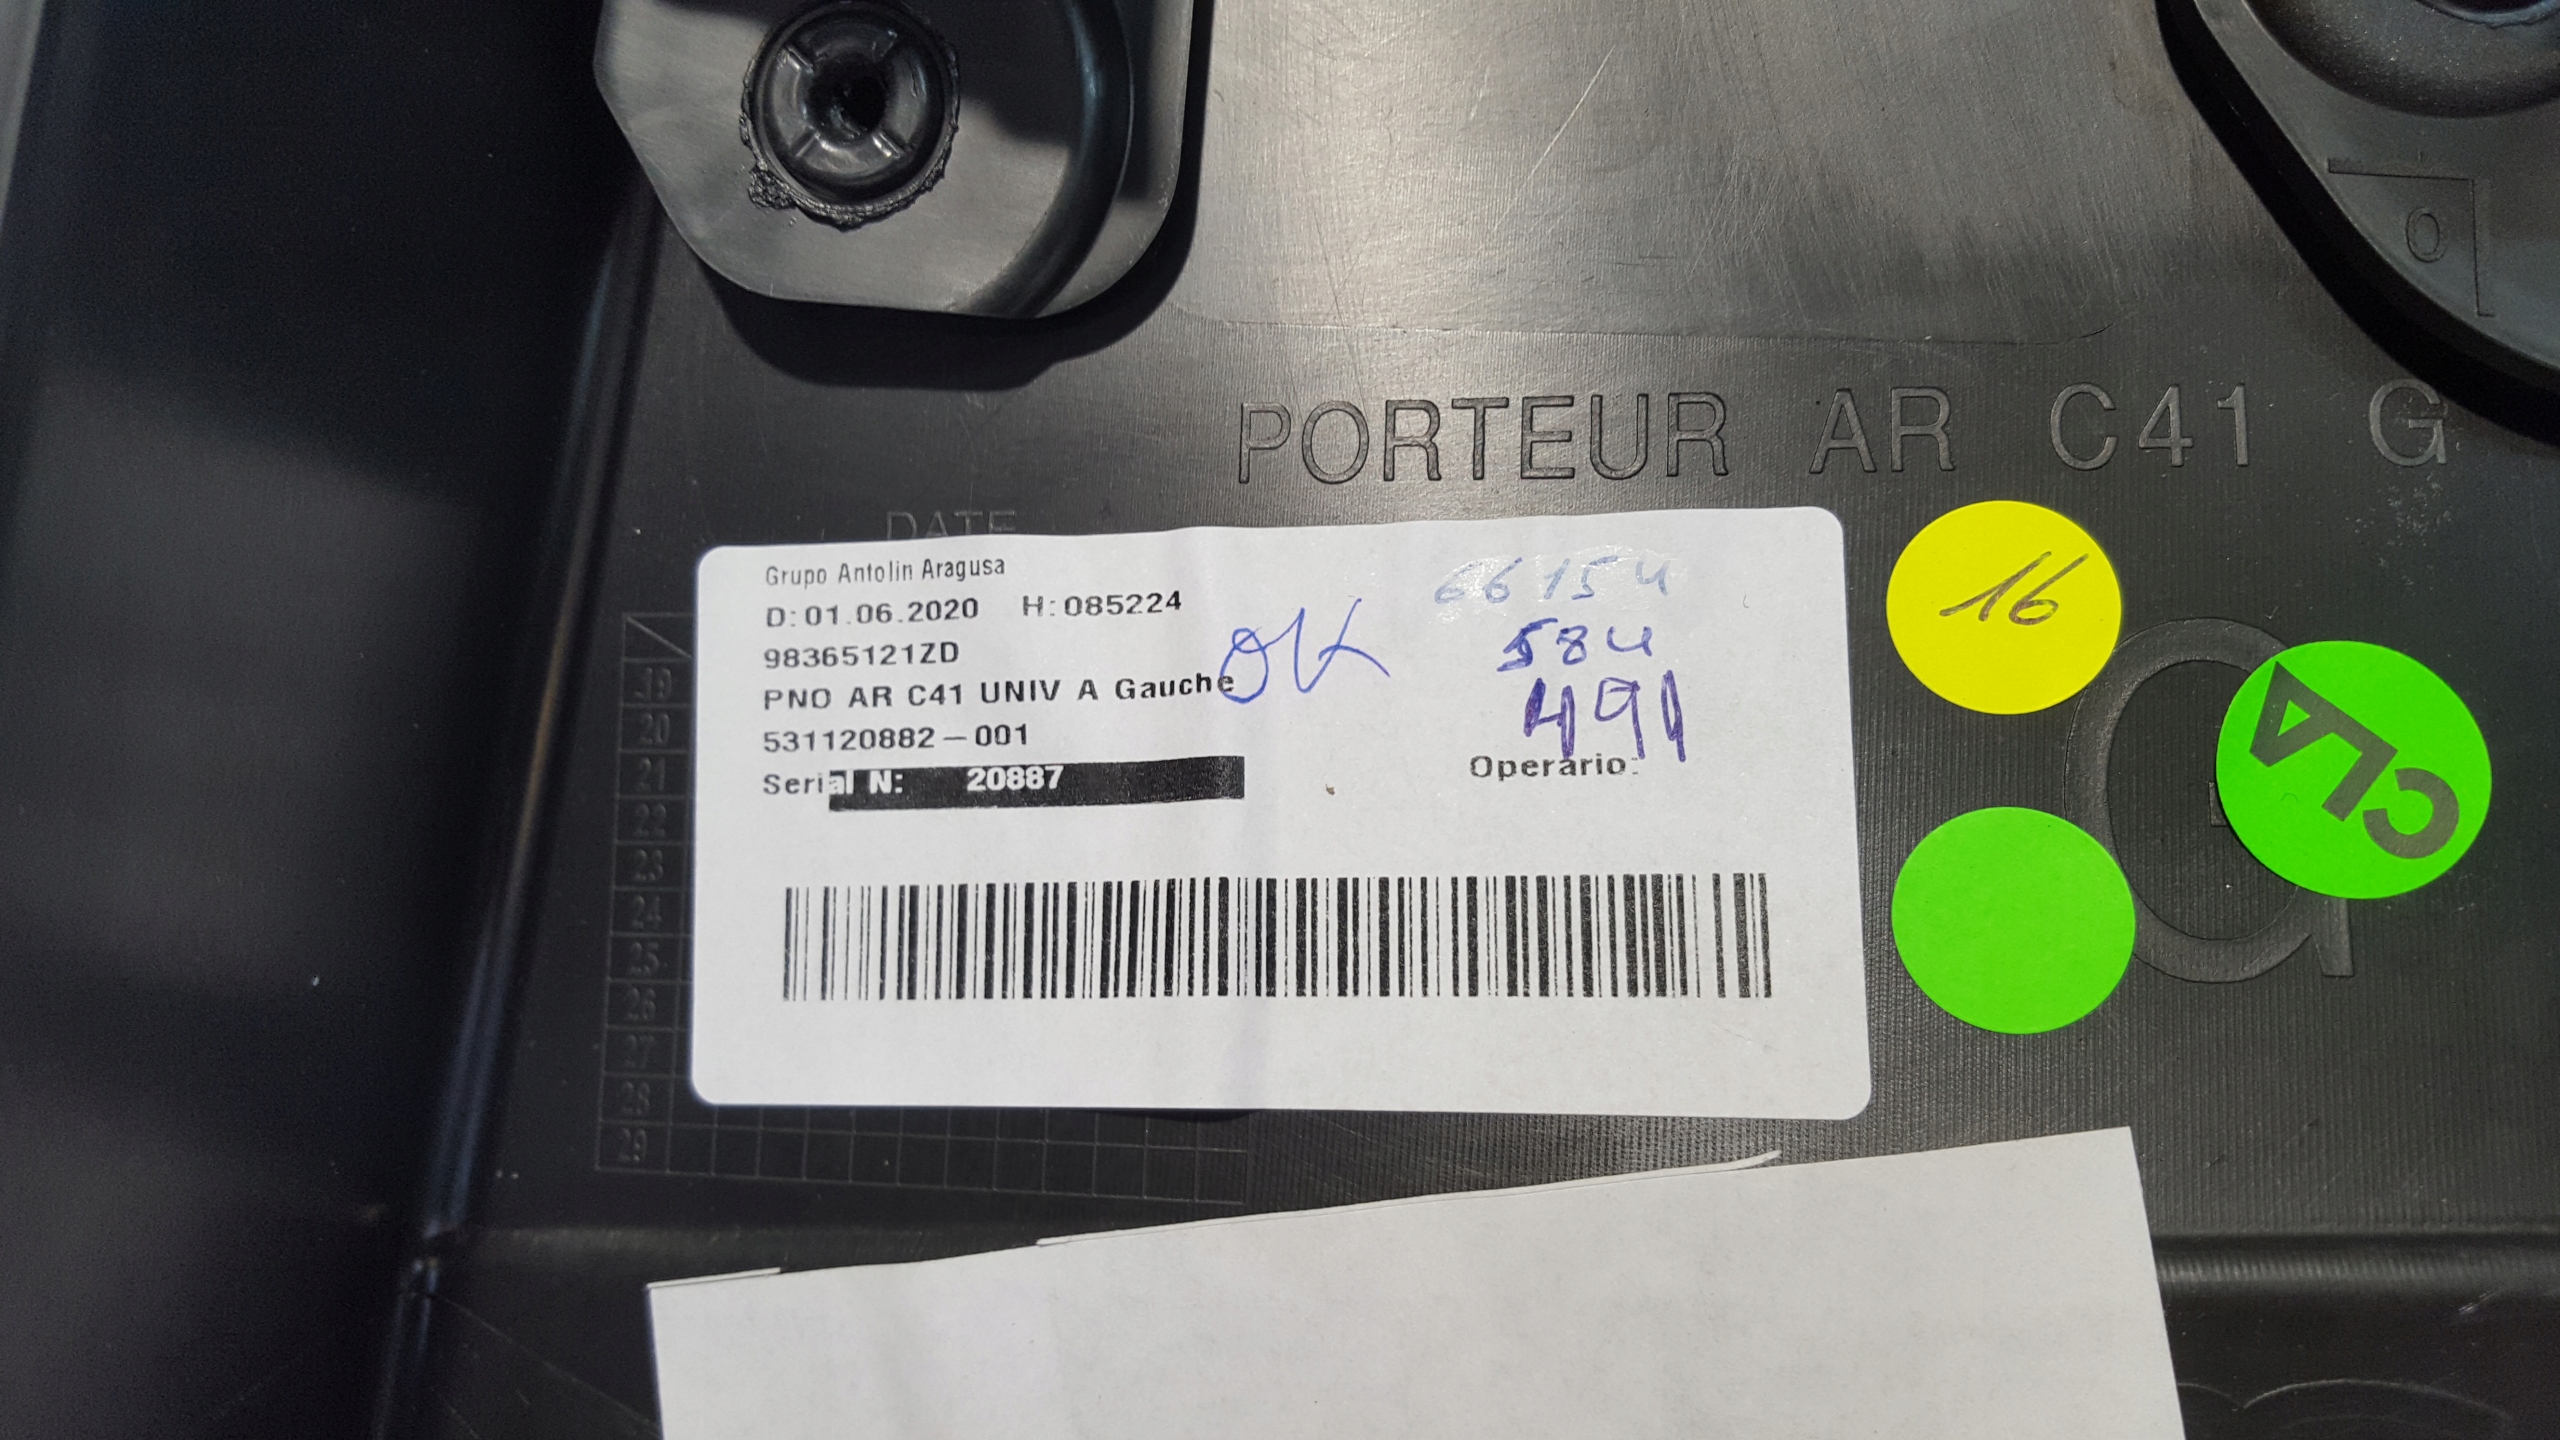 PORTEUR AR C41 G
DATE
Grupo Antolin Aragusa
D:01.06.2020 H:085224
98365121ZD
PNO AR C41 UNIV A Gauche
531120882-001
Serial N: 20887
OK
66154
584
491
Operario:
16
CLA
G
19
20
21
22
23
24
25
26
27
28
29
0